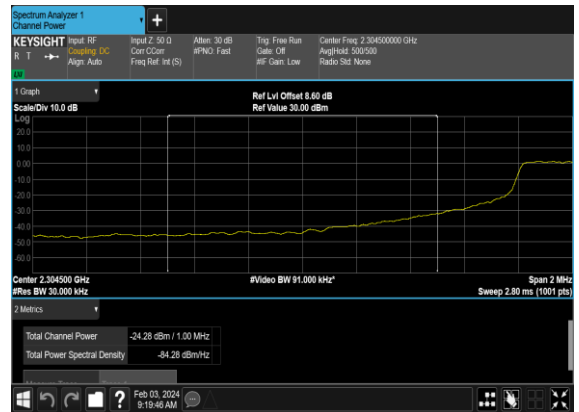 Spectrum Analyzer 1
Channel Power
KEYSIGHT Input: RF Input Z: 50 Ω Atten: 30 dB Trig: Free Run Center Freq: 2.304500000 GHz
R T Coupling: DC Corr CCorr #PNO: Fast Gate: Off Avg|Hold: 500/500
Align: Auto Freq Ref: Int (S) #IF Gain: Low Radio Std: None
LNI
1 Graph Ref Lvl Offset 8.60 dB
Scale/Div 10.0 dB Ref Value 30.00 dBm
Log
20.0
10.0
0.00
-10.0
-20.0
-30.0
-40.0
-50.0
-60.0
Center 2.304500 GHz #Video BW 91.000 kHz* Span 2 MHz
#Res BW 30.000 kHz Sweep 2.80 ms (1001 pts)
2 Metrics
Total Channel Power -24.28 dBm / 1.00 MHz
Total Power Spectral Density -84.28 dBm/Hz
Feb 03, 2024
9:19:46 AM